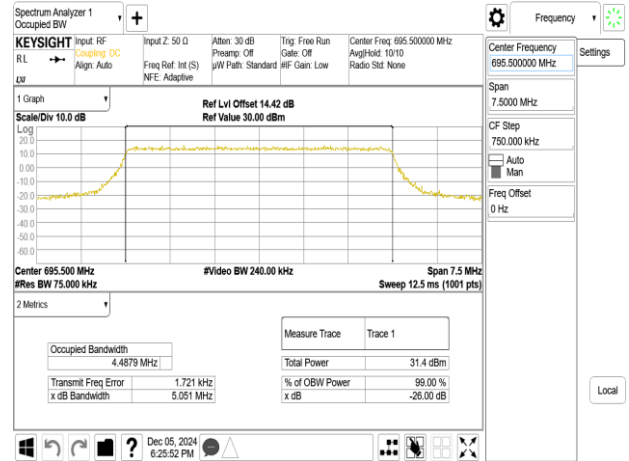 Spectrum Analyzer 1
Occupied BW
Frequency
KEYSIGHT
RL
LXI
Input: RF
Coupling: DC
Align: Auto
Input Z: 50 Ω
Freq Ref: Int (S)
NFE: Adaptive
Atten: 30 dB
Preamp: Off
µW Path: Standard
Trig: Free Run
Gate: Off
#IF Gain: Low
Center Freq: 695.500000 MHz
Avg|Hold: 10/10
Radio Std: None
Center Frequency
695.500000 MHz
Settings
Span
7.5000 MHz
CF Step
750.000 kHz
Auto
Man
Freq Offset
0 Hz
Local
1 Graph
Scale/Div 10.0 dB
Ref Lvl Offset 14.42 dB
Ref Value 30.00 dBm
Log
20.0
10.0
0.00
-10.0
-20.0
-30.0
-40.0
-50.0
-60.0
Center 695.500 MHz
#Video BW 240.00 kHz
Span 7.5 MHz
#Res BW 75.000 kHz
Sweep 12.5 ms (1001 pts)
2 Metrics
Measure Trace Trace 1
Occupied Bandwidth
4.4879 MHz
Total Power 31.4 dBm
Transmit Freq Error 1.721 kHz
% of OBW Power 99.00 %
x dB Bandwidth 5.051 MHz
x dB -26.00 dB
?
Dec 05, 2024
6:25:52 PM